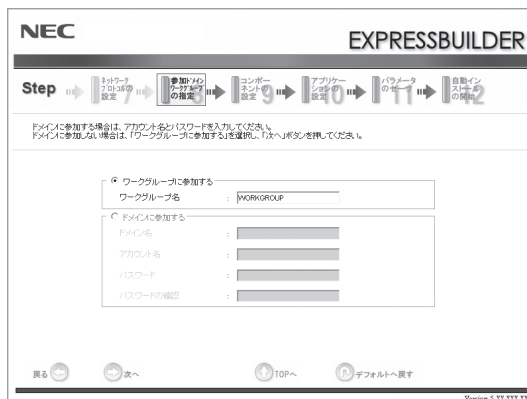 NEC
EXPRESSBUILDER
Step
ネットワークプロトコルの設定 7
参加ドメインワークグループの指定 8
コンポーネントの設定 9
アプリケーションの設定 10
パラメータのセーブ 11
自動インストールの開始 12
ドメインに参加する場合は、アカウント名とパスワードを入力してください。
ドメインに参加しない場合は、「ワークグループに参加する」を選択し、「次へ」ボタンを押してください。
ワークグループに参加する
ワークグループ名 : WORKGROUP
ドメインに参加する
ドメイン名 :
アカウント名 :
パスワード :
パスワードの確認 :
戻る
次へ
TOPへ
デフォルトへ戻す